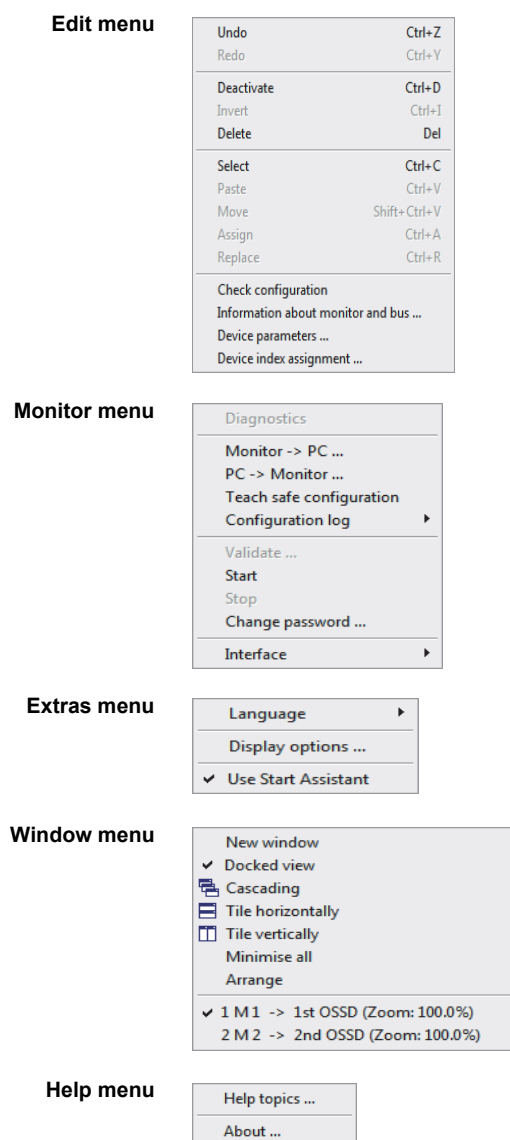 Edit menu
Undo Ctrl+Z
Redo Ctrl+Y
Deactivate Ctrl+D
Invert Ctrl+I
Delete Del
Select Ctrl+C
Paste Ctrl+V
Move Shift+Ctrl+V
Assign Ctrl+A
Replace Ctrl+R
Check configuration
Information about monitor and bus ...
Device parameters ...
Device index assignment ...
Monitor menu
Diagnostics
Monitor -> PC ...
PC -> Monitor ...
Teach safe configuration
Configuration log
Validate ...
Start
Stop
Change password ...
Interface
Extras menu
Language
Display options ...
Use Start Assistant
Window menu
New window
Docked view
Cascading
Tile horizontally
Tile vertically
Minimise all
Arrange
1 M 1 -> 1st OSSD (Zoom: 100.0%)
2 M 2 -> 2nd OSSD (Zoom: 100.0%)
Help menu
Help topics ...
About ...